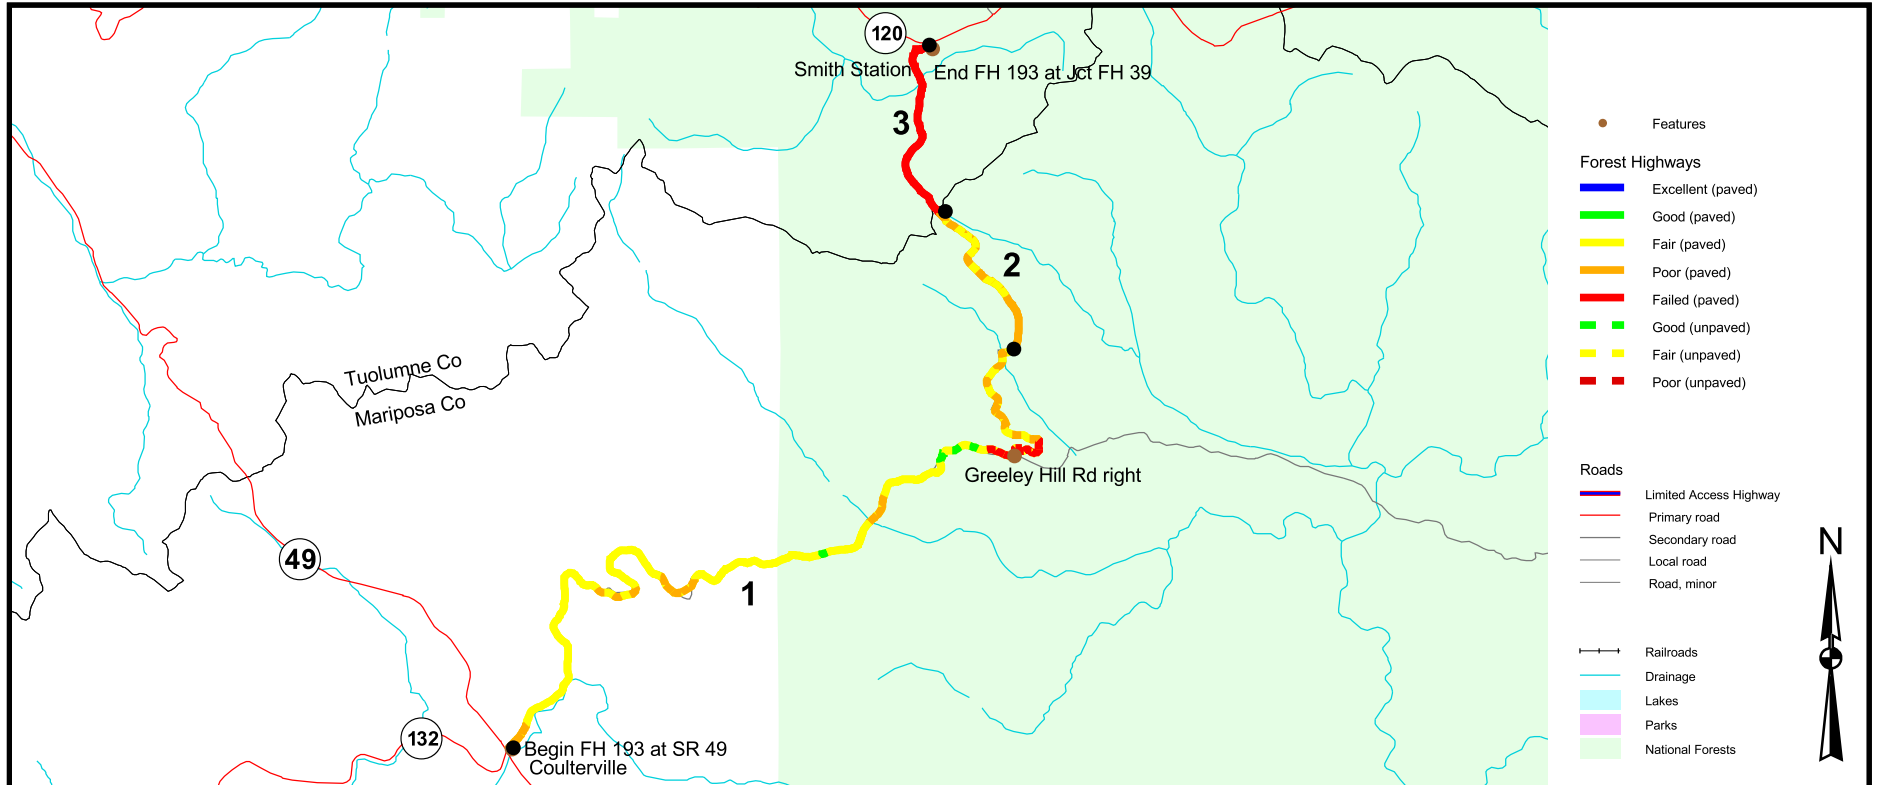 120
Smith Station
End FH 193 at Jct FH 39
3
2
Tuolumne Co
Mariposa Co
Greeley Hill Rd right
49
1
132
Begin FH 193 at SR 49
Coulterville
Features
Forest Highways
Excellent (paved)
Good (paved)
Fair (paved)
Poor (paved)
Failed (paved)
Good (unpaved)
Fair (unpaved)
Poor (unpaved)
Roads
Limited Access Highway
Primary road
Secondary road
Local road
Road, minor
N
Railroads
Drainage
Lakes
Parks
National Forests